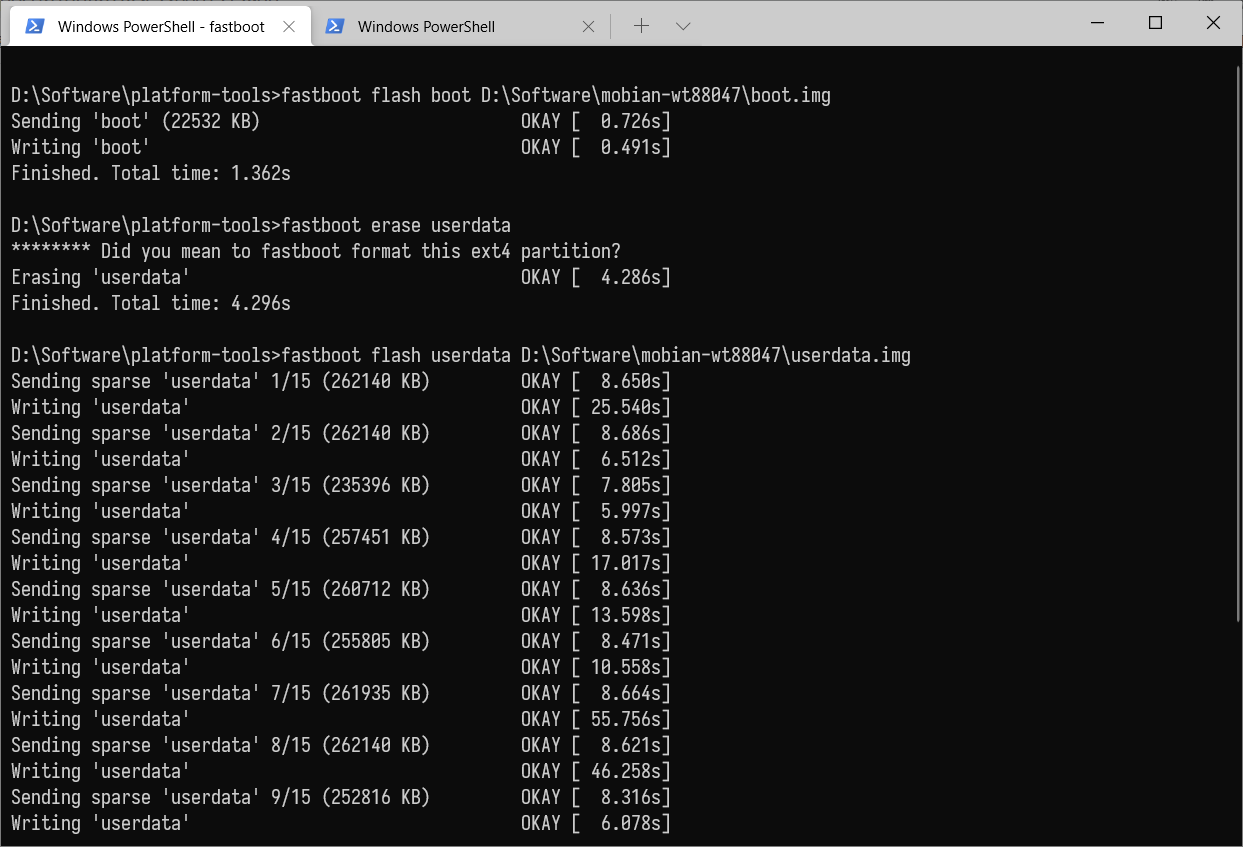 Windows PowerShell - fastboot
Windows PowerShell
D:\Software\platform-tools>fastboot flash boot D:\Software\mobian-wt88047\boot.img
Sending 'boot' (22532 KB)                          OKAY [  0.726s]
Writing 'boot'                                     OKAY [  0.491s]
Finished. Total time: 1.362s
D:\Software\platform-tools>fastboot erase userdata
******** Did you mean to fastboot format this ext4 partition?
Erasing 'userdata'                                 OKAY [  4.286s]
Finished. Total time: 4.296s
D:\Software\platform-tools>fastboot flash userdata D:\Software\mobian-wt88047\userdata.img
Sending sparse 'userdata' 1/15 (262140 KB)         OKAY [  8.650s]
Writing 'userdata'                                 OKAY [ 25.540s]
Sending sparse 'userdata' 2/15 (262140 KB)         OKAY [  8.686s]
Writing 'userdata'                                 OKAY [  6.512s]
Sending sparse 'userdata' 3/15 (235396 KB)         OKAY [  7.805s]
Writing 'userdata'                                 OKAY [  5.997s]
Sending sparse 'userdata' 4/15 (257451 KB)         OKAY [  8.573s]
Writing 'userdata'                                 OKAY [ 17.017s]
Sending sparse 'userdata' 5/15 (260712 KB)         OKAY [  8.636s]
Writing 'userdata'                                 OKAY [ 13.598s]
Sending sparse 'userdata' 6/15 (255805 KB)         OKAY [  8.471s]
Writing 'userdata'                                 OKAY [ 10.558s]
Sending sparse 'userdata' 7/15 (261935 KB)         OKAY [  8.664s]
Writing 'userdata'                                 OKAY [ 55.756s]
Sending sparse 'userdata' 8/15 (262140 KB)         OKAY [  8.621s]
Writing 'userdata'                                 OKAY [ 46.258s]
Sending sparse 'userdata' 9/15 (252816 KB)         OKAY [  8.316s]
Writing 'userdata'                                 OKAY [  6.078s]